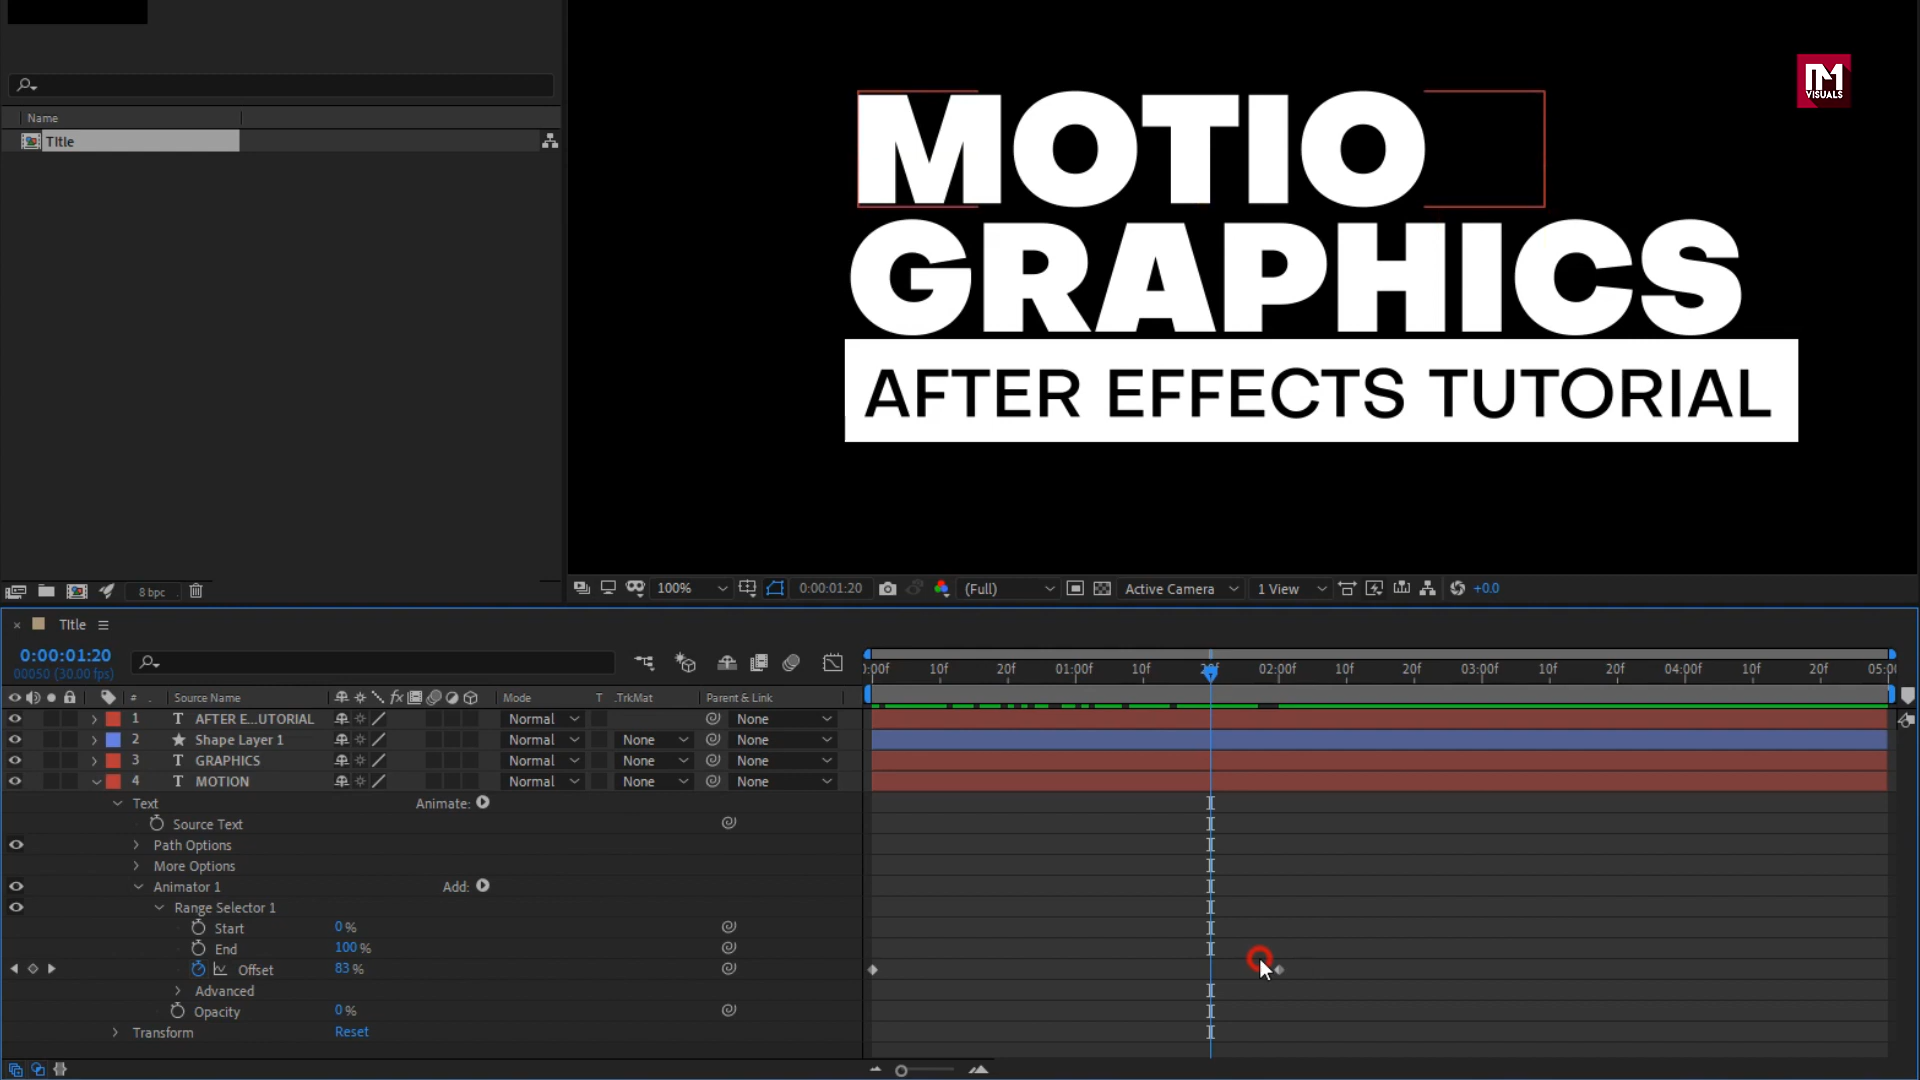 MOTIO
GRAPHICS
AFTER EFFECTS TUTORIAL
M VISUALS
Name
TItle
8 bpc
100%
0:00:01:20
(Full)
Active Camera
1 View
+0.0
TItle
0:00:01:20
00050 (30.00 fps)
:00f 10f 20f 01:00f 10f 20f 02:00f 10f 20f 03:00f 10f 20f 04:00f 10f 20f 05:00
# Source Name Mode T .TrkMat Parent & Link
1 T AFTER E...UTORIAL Normal None
2 Shape Layer 1 Normal None None
3 T GRAPHICS Normal None None
4 T MOTION Normal None None
Text Animate:
Source Text
Path Options
More Options
Animator 1 Add:
Range Selector 1
Start 0%
End 100%
Offset 83%
Advanced
Opacity 0%
Transform Reset